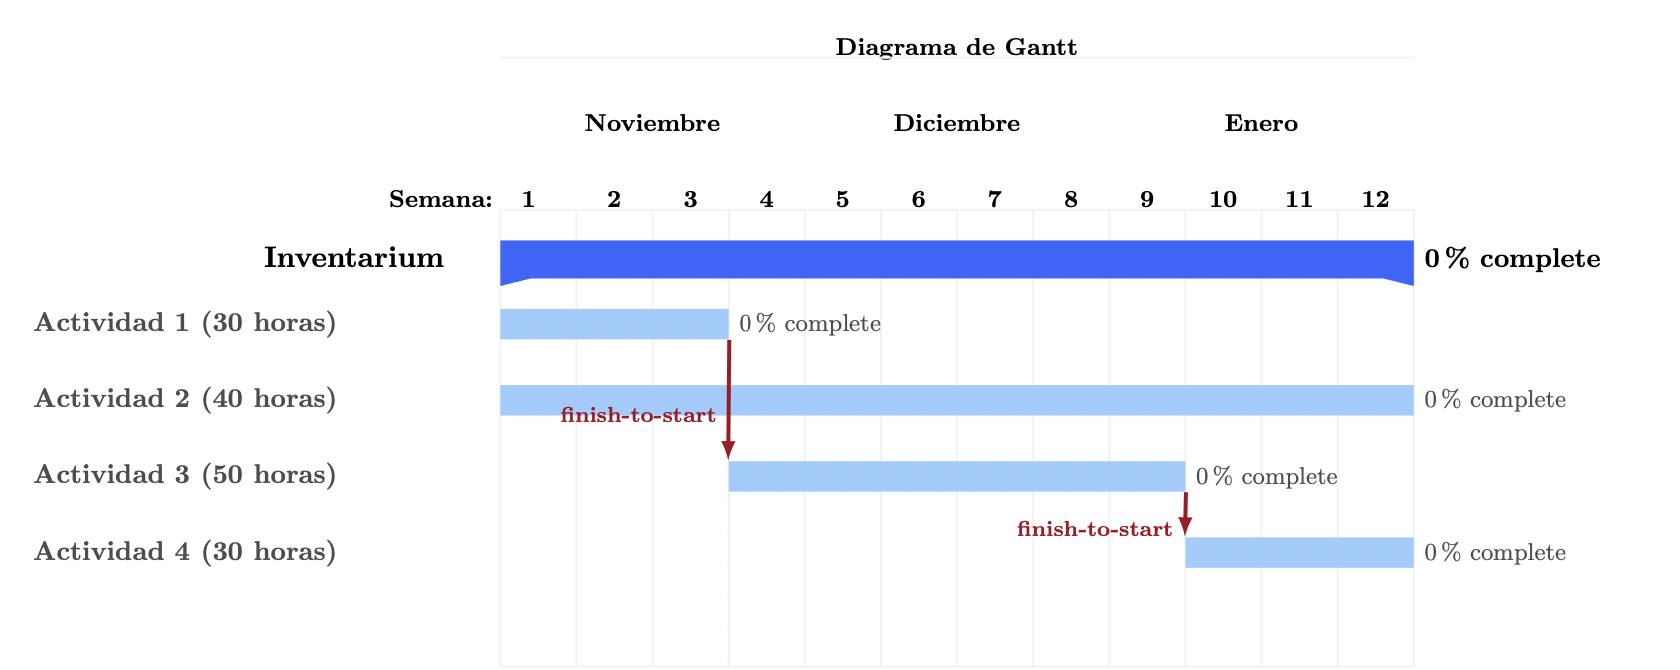 Diagrama de Gantt
Noviembre Diciembre Enero
Semana: 1 2 3 4 5 6 7 8 9 10 11 12
Inventarium 0 % complete
Actividad 1 (30 horas) 0 % complete
Actividad 2 (40 horas) 0 % complete
finish-to-start
Actividad 3 (50 horas) 0 % complete
finish-to-start
Actividad 4 (30 horas) 0 % complete